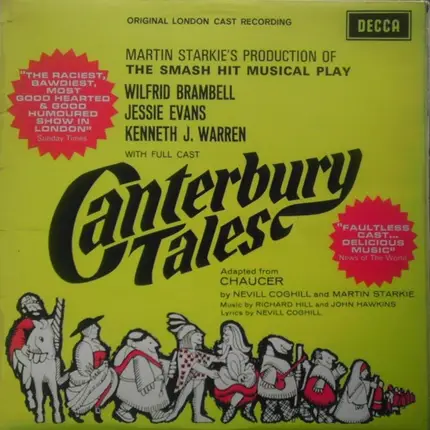 ORIGINAL LONDON CAST RECORDING
DECCA
MARTIN STARKIE'S PRODUCTION OF
THE SMASH HIT MUSICAL PLAY
"THE RACIEST,
BAWDIEST,
MOST
GOOD HEARTED
& GOOD
HUMOURED
SHOW IN
LONDON"
Sunday Times
WILFRID BRAMBELL
JESSIE EVANS
KENNETH J. WARREN
WITH FULL CAST
Canterbury
Tales
"FAULTLESS
CAST...
DELICIOUS
MUSIC"
News of The World
Adapted from
CHAUCER
by NEVILL COGHILL and MARTIN STARKIE
Music by RICHARD HILL and JOHN HAWKINS
Lyrics by NEVILL COGHILL